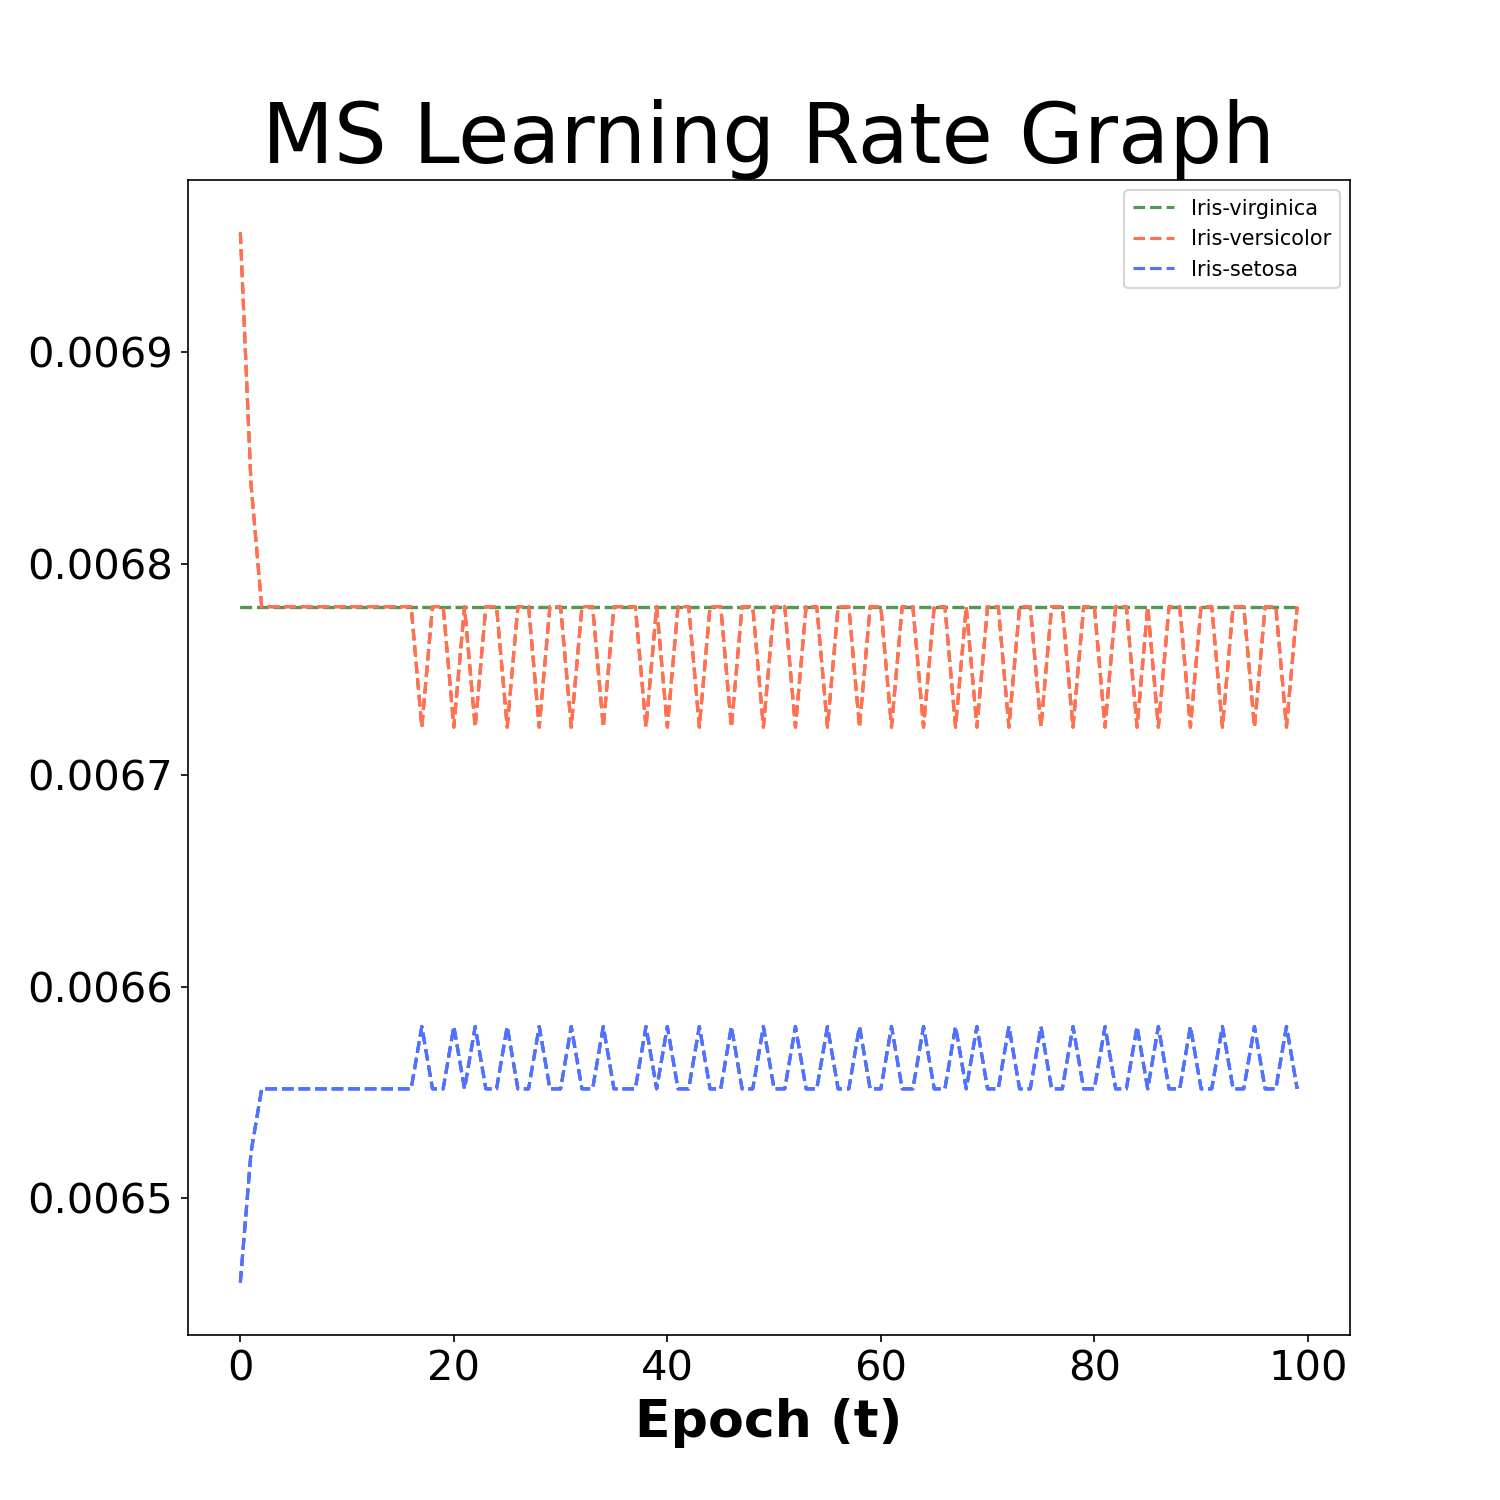 MS Learning Rate Graph
Iris-virginica
Iris-versicolor
Iris-setosa
0.0069
0.0068
0.0067
0.0066
0.0065
0 20 40 60 80 100
Epoch (t)